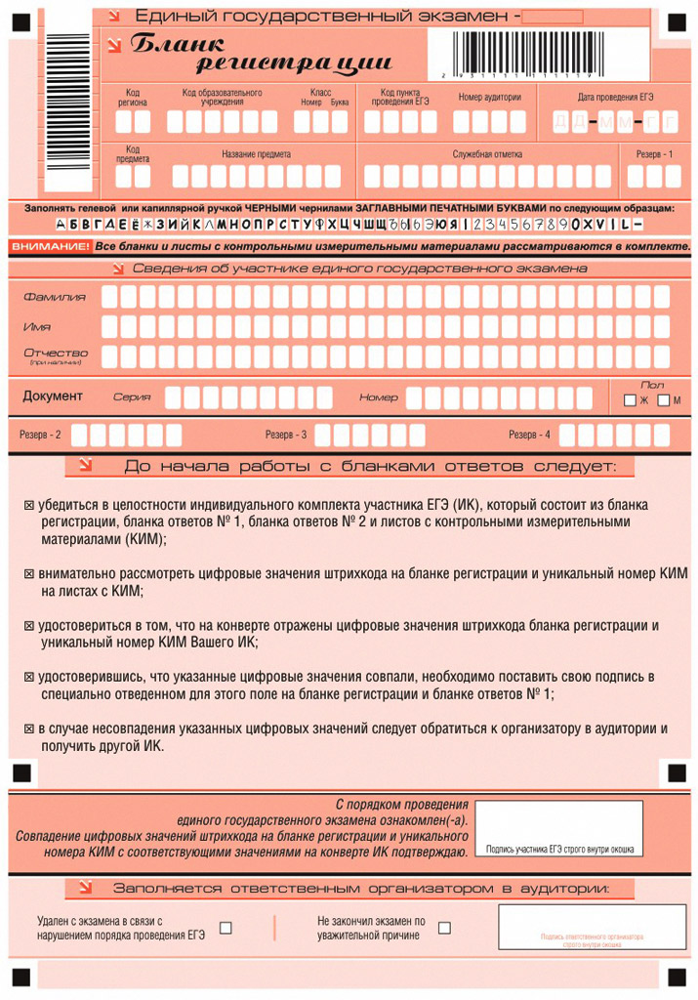 Единый государственный экзамен -
Бланк
регистрации
2 931111 111119
Код региона
Код образовательного учреждения
Класс
Номер Буква
Код пункта проведения ЕГЭ
Номер аудитории
Дата проведения ЕГЭ
ДД-ММ-ГГ
Код предмета
Название предмета
Служебная отметка
Резерв - 1
Заполнять гелевой или капиллярной ручкой ЧЕРНЫМИ чернилами ЗАГЛАВНЫМИ ПЕЧАТНЫМИ БУКВАМИ по следующим образцам:
АБВГДЕЁЖЗИЙКЛМНОПРСТУФХЦЧШЩЪЫЬЭЮЯ1234567890XVIL-
ВНИМАНИЕ! Все бланки и листы с контрольными измерительными материалами рассматриваются в комплекте.
Сведения об участнике единого государственного экзамена
Фамилия
Имя
Отчество
(при наличии)
Документ Серия Номер
Пол
Ж М
Резерв - 2 Резерв - 3 Резерв - 4
До начала работы с бланками ответов следует:
убедиться в целостности индивидуального комплекта участника ЕГЭ (ИК), который состоит из бланка
регистрации, бланка ответов № 1, бланка ответов № 2 и листов с контрольными измерительными
материалами (КИМ);
внимательно рассмотреть цифровые значения штрихкода на бланке регистрации и уникальный номер КИМ
на листах с КИМ;
удостовериться в том, что на конверте отражены цифровые значения штрихкода бланка регистрации и
уникальный номер КИМ Вашего ИК;
удостоверившись, что указанные цифровые значения совпали, необходимо поставить свою подпись в
специально отведенном для этого поле на бланке регистрации и бланке ответов № 1;
в случае несовпадения указанных цифровых значений следует обратиться к организатору в аудитории и
получить другой ИК.
С порядком проведения
единого государственного экзамена ознакомлен(-а).
Совпадение цифровых значений штрихкода на бланке регистрации и уникального
номера КИМ с соответствующими значениями на конверте ИК подтверждаю.
Подпись участника ЕГЭ строго внутри окошка
Заполняется ответственным организатором в аудитории:
Удален с экзамена в связи с
нарушением порядка проведения ЕГЭ
Не закончил экзамен по
уважительной причине
Подпись ответственного организатора
строго внутри окошка